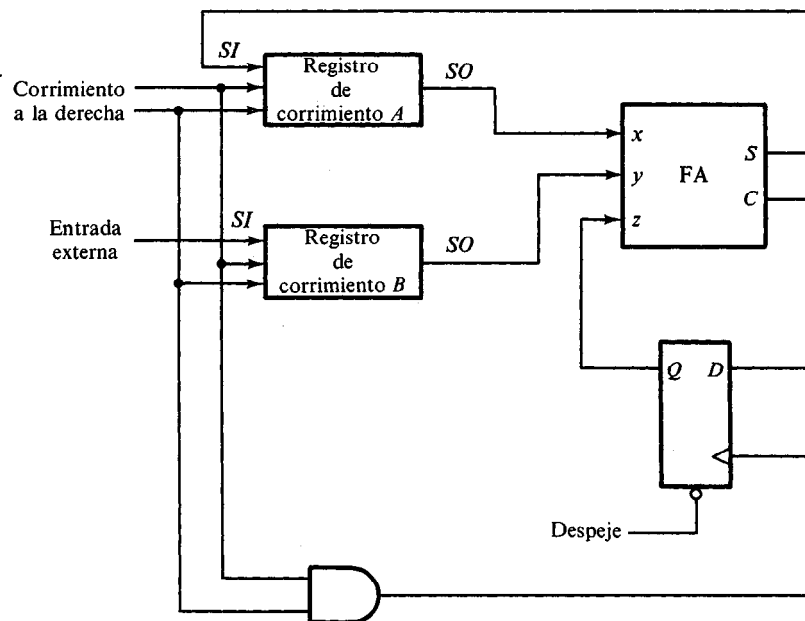 SI
Registro
de
corrimiento A
SO
Corrimiento
a la derecha
x
y
z
FA
S
C
Entrada
externa
SI
Registro
de
corrimiento B
SO
Q
D
Despeje